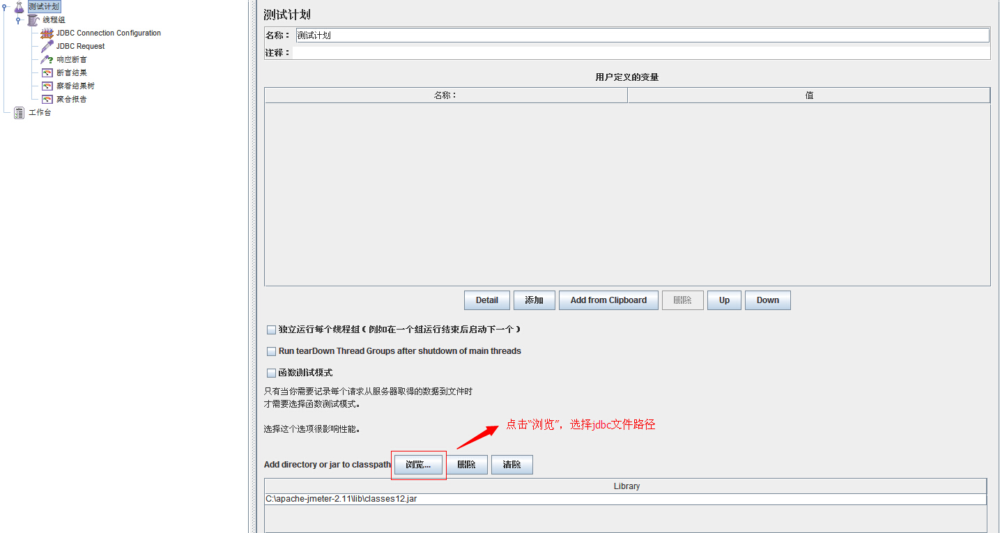 测试计划
线程组
JDBC Connection Configuration
JDBC Request
响应断言
断言结果
察看结果树
聚合报告
工作台
测试计划
名称： 测试计划
注释：
用户定义的变量
名称： 值
Detail 添加 Add from Clipboard 删除 Up Down
独立运行每个线程组（例如在一个组运行结束后启动下一个）
Run tearDown Thread Groups after shutdown of main threads
函数测试模式
只有当你需要记录每个请求从服务器取得的数据到文件时
才需要选择函数测试模式。
选择这个选项很影响性能。
点击“浏览”，选择jdbc文件路径
Add directory or jar to classpath 浏览... 删除 清除
Library
C:\apache-jmeter-2.11\lib\classes12.jar